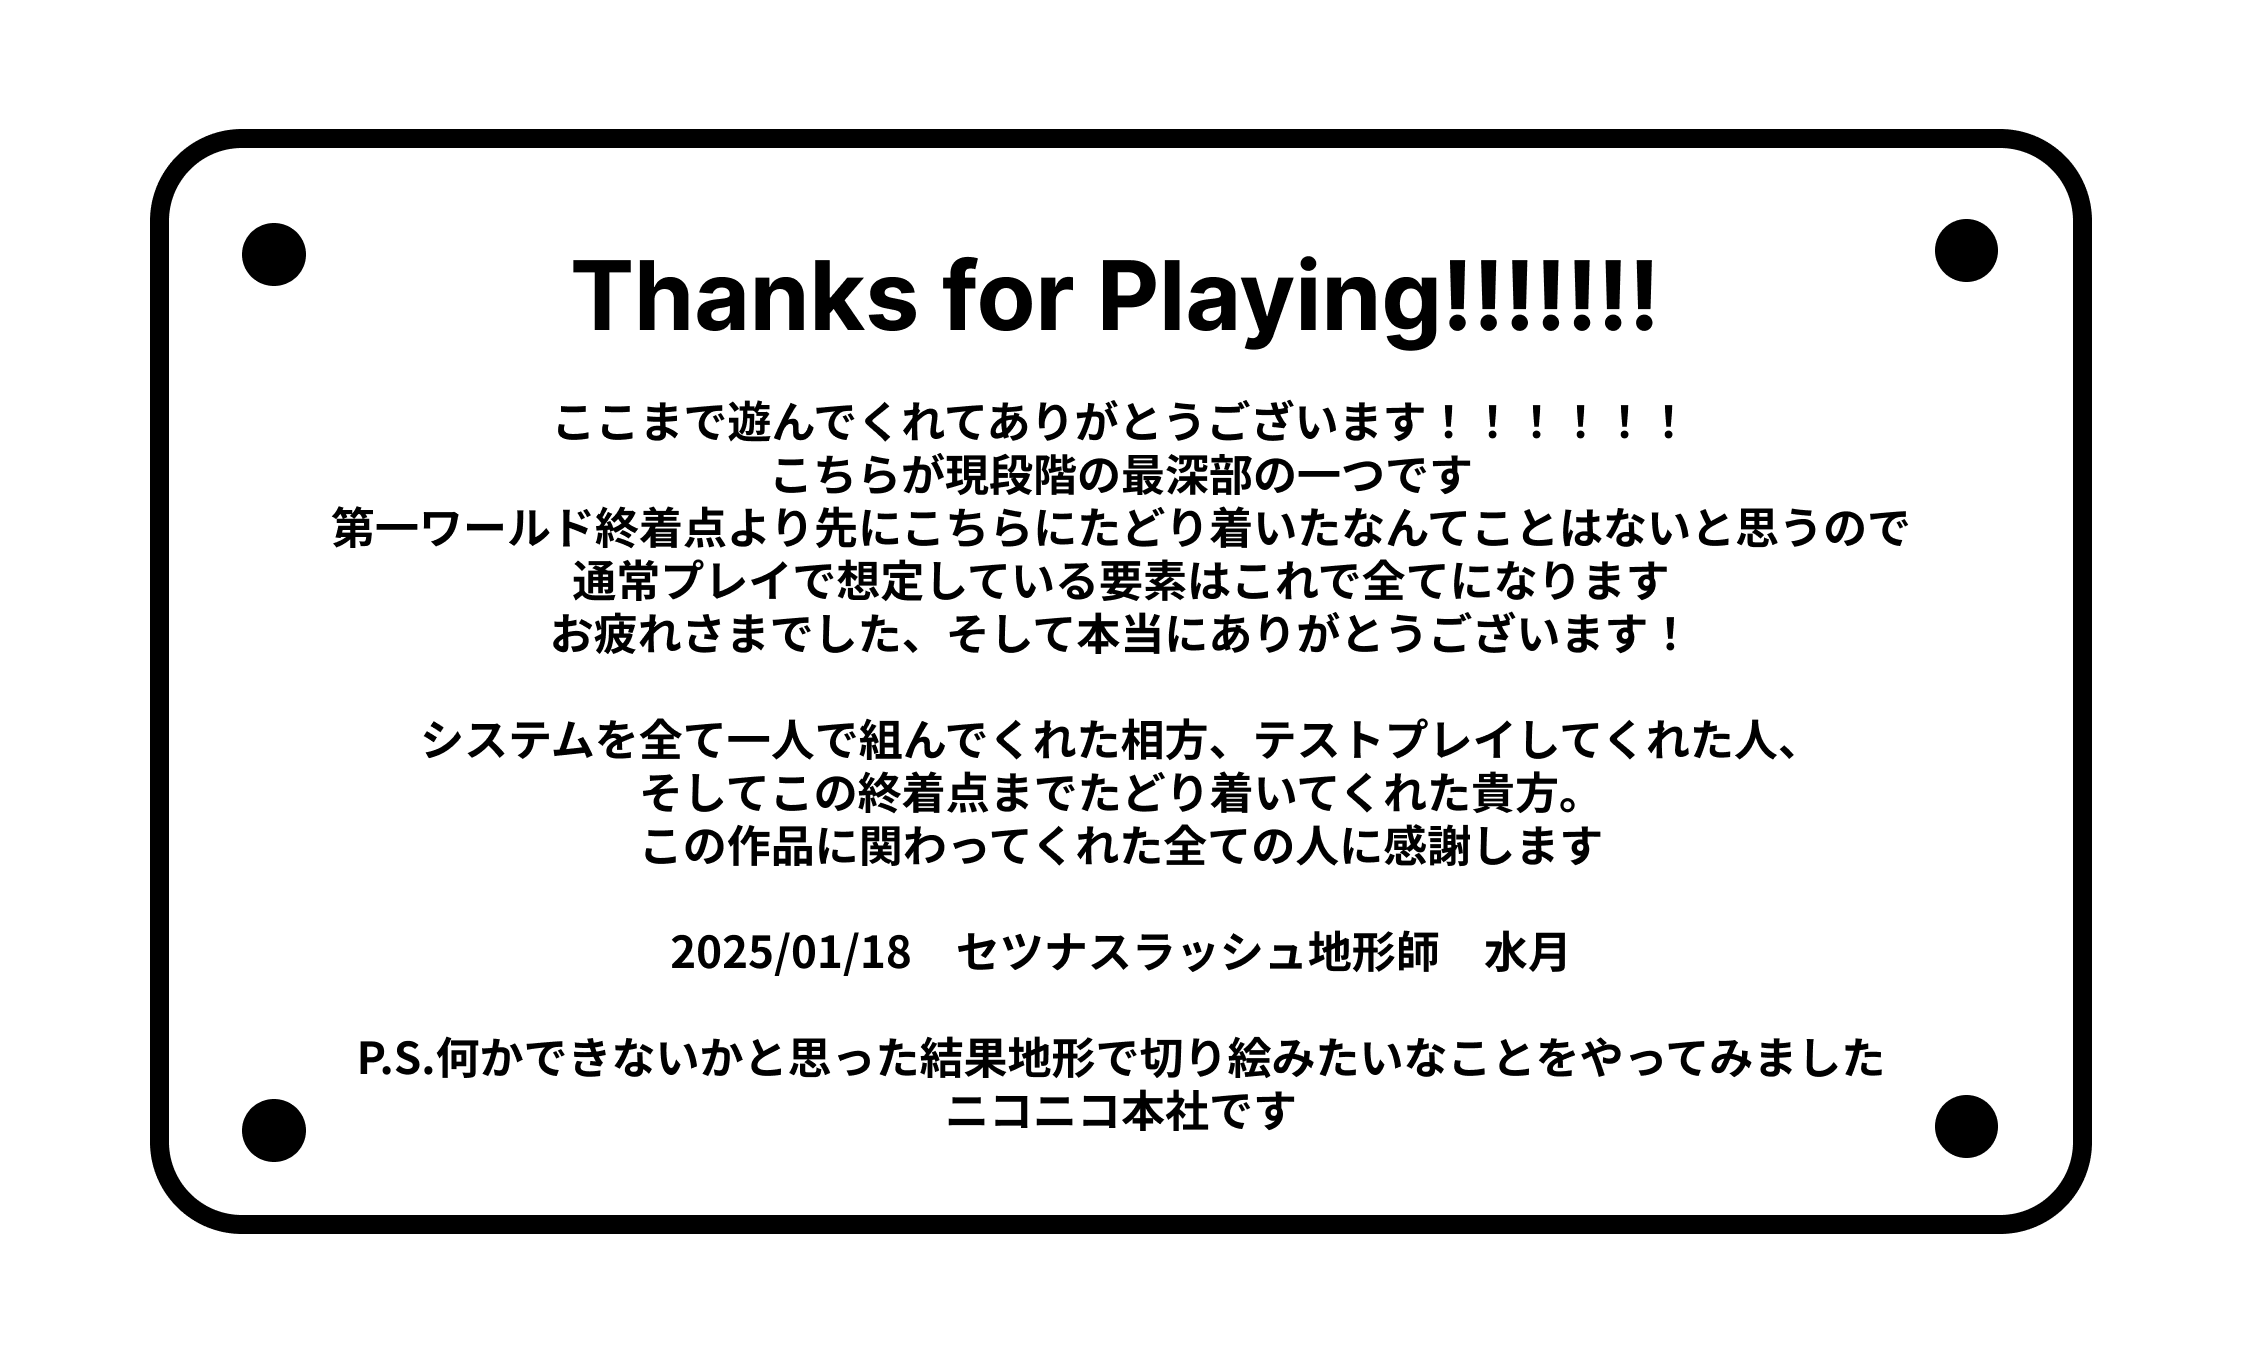 Thanks for Playing!!!!!!!
ここまで遊んでくれてありがとうございます！！！！！！
こちらが現段階の最深部の一つです
第一ワールド終着点より先にこちらにたどり着いたなんてことはないと思うので
通常プレイで想定している要素はこれで全てになります
お疲れさまでした、そして本当にありがとうございます！
システムを全て一人で組んでくれた相方、テストプレイしてくれた人、
そしてこの終着点までたどり着いてくれた貴方。
この作品に関わってくれた全ての人に感謝します
2025/01/18　セツナスラッシュ地形師　水月
P.S.何かできないかと思った結果地形で切り絵みたいなことをやってみました
ニコニコ本社です